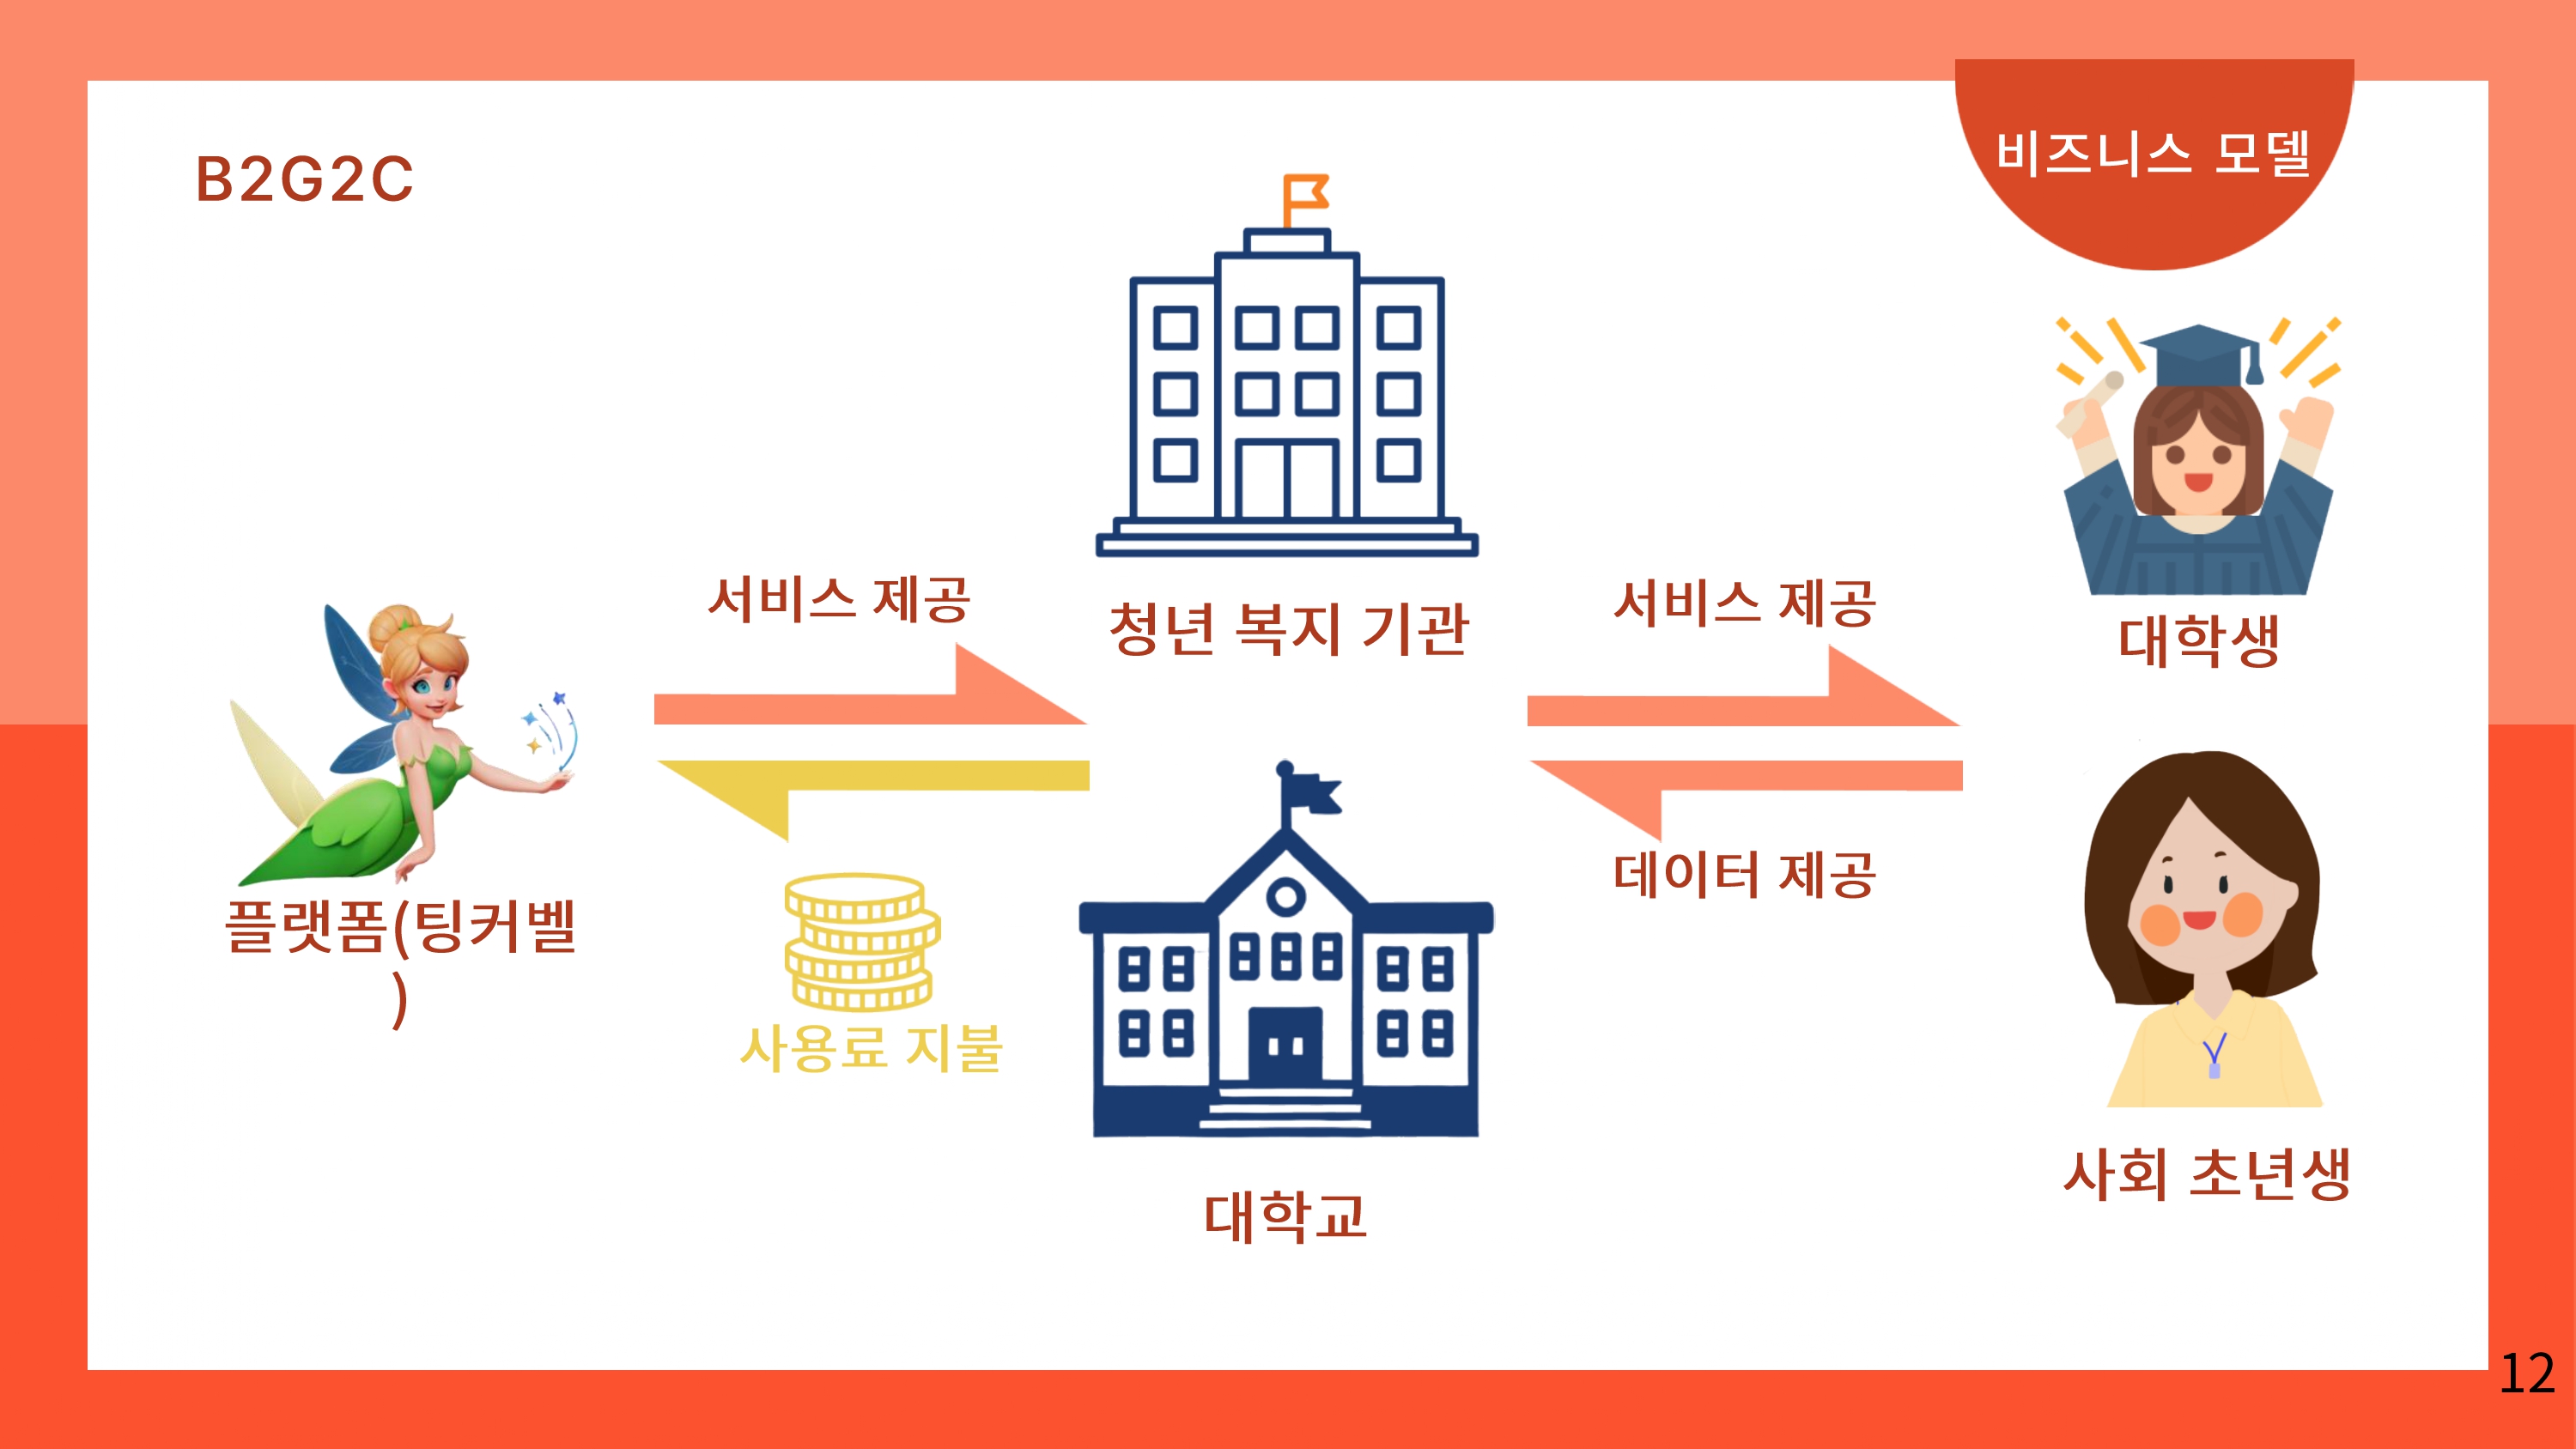 B2G2C
비즈니스 모델
서비스 제공
청년 복지 기관
서비스 제공
대학생
플랫폼(팅커벨
)
사용료 지불
데이터 제공
대학교
사회 초년생
12